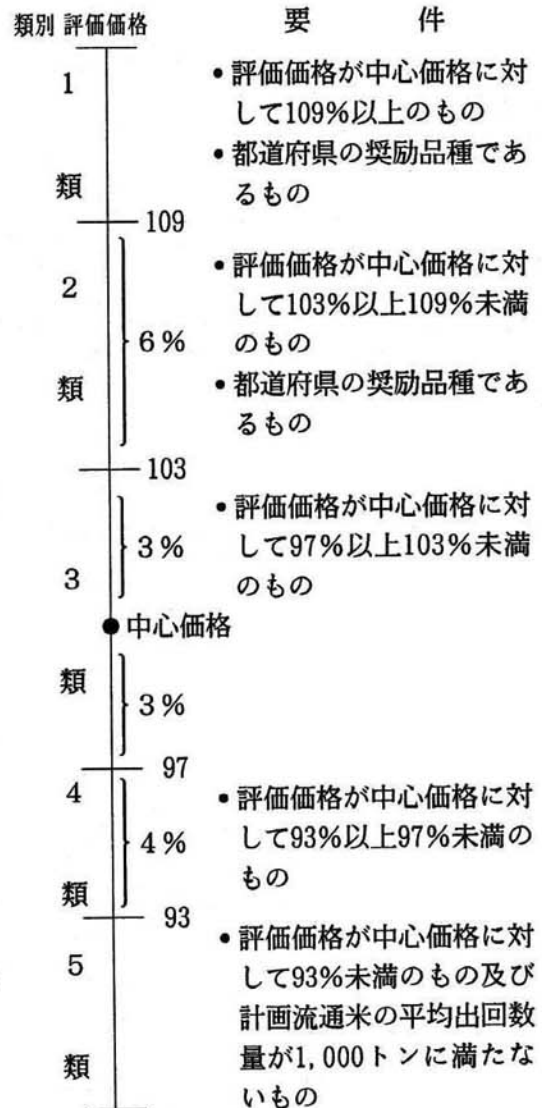 類別 評価価格 要件
1類
• 評価価格が中心価格に対
して109%以上のもの
• 都道府県の奨励品種であ
るもの
109
2類
6%
• 評価価格が中心価格に対
して103%以上109%未満
のもの
• 都道府県の奨励品種であ
るもの
103
3類
3%
• 評価価格が中心価格に対
して97%以上103%未満
のもの
中心価格
3%
97
4類
4%
• 評価価格が中心価格に対
して93%以上97%未満の
もの
93
5類
• 評価価格が中心価格に対
して93%未満のもの及び
計画流通米の平均出回数
量が1,000トンに満たな
いもの